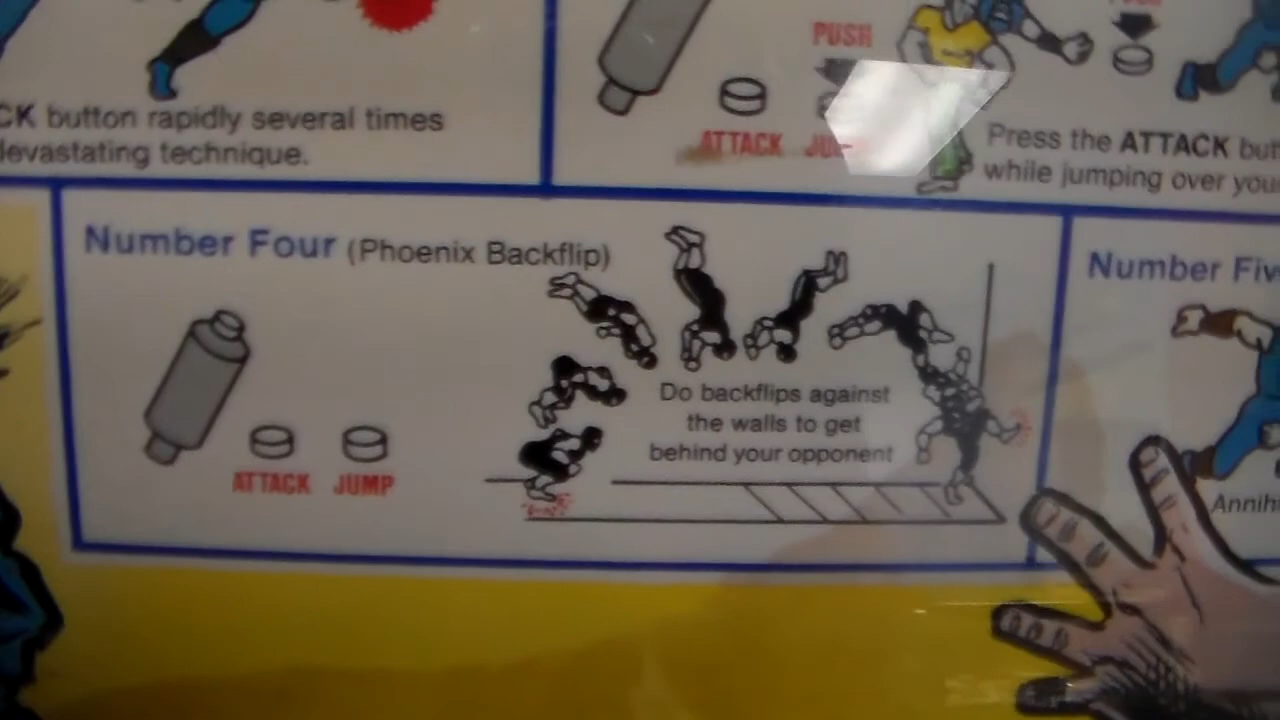 PUSH
CK button rapidly several times
devastating technique.
ATTACK
Press the ATTACK but
while jumping over you
Number Four (Phoenix Backflip)
Do backflips against
the walls to get
behind your opponent
ATTACK JUMP
Number Fiv
Annih